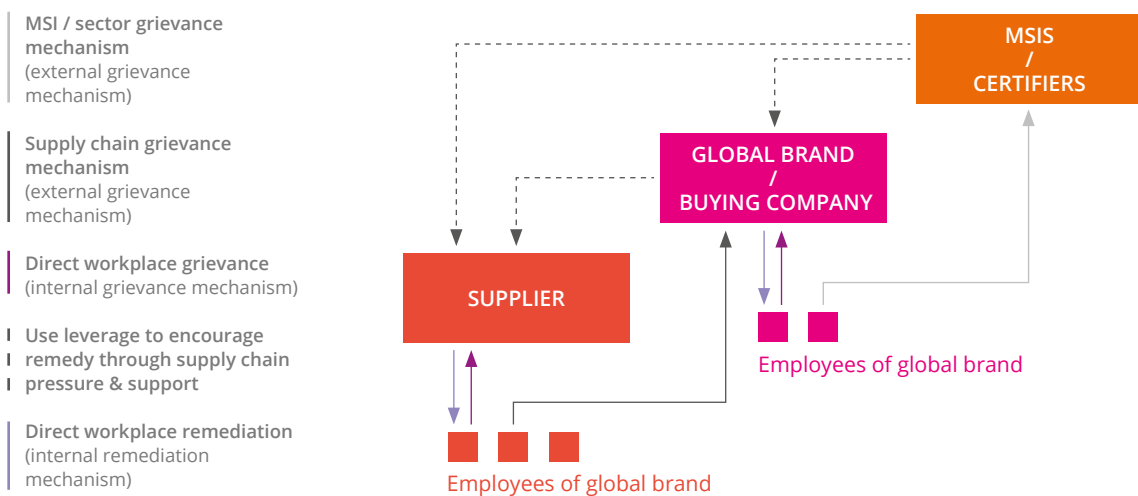 MSI / sector grievance
mechanism
(external grievance
mechanism)
Supply chain grievance
mechanism
(external grievance
mechanism)
Direct workplace grievance
(internal grievance mechanism)
Use leverage to encourage
remedy through supply chain
pressure & support
Direct workplace remediation
(internal remediation
mechanism)
MSIS
/
CERTIFIERS
GLOBAL BRAND
/
BUYING COMPANY
SUPPLIER
Employees of global brand
Employees of global brand